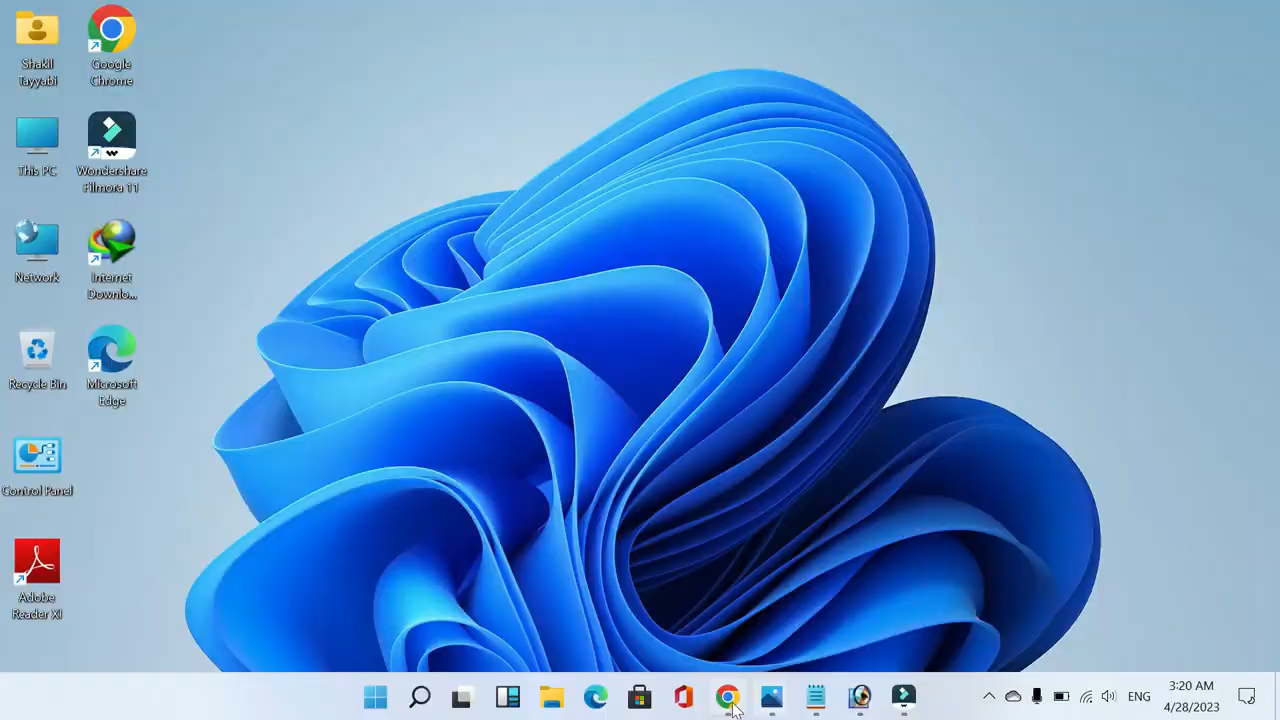 Shakil
Tayyabi
Google
Chrome
This PC
Wondershare
Filmora 11
Network
Internet
Downlo...
Recycle Bin
Microsoft
Edge
Control Panel
Adobe
Reader XI
ENG
3:20 AM
4/28/2023